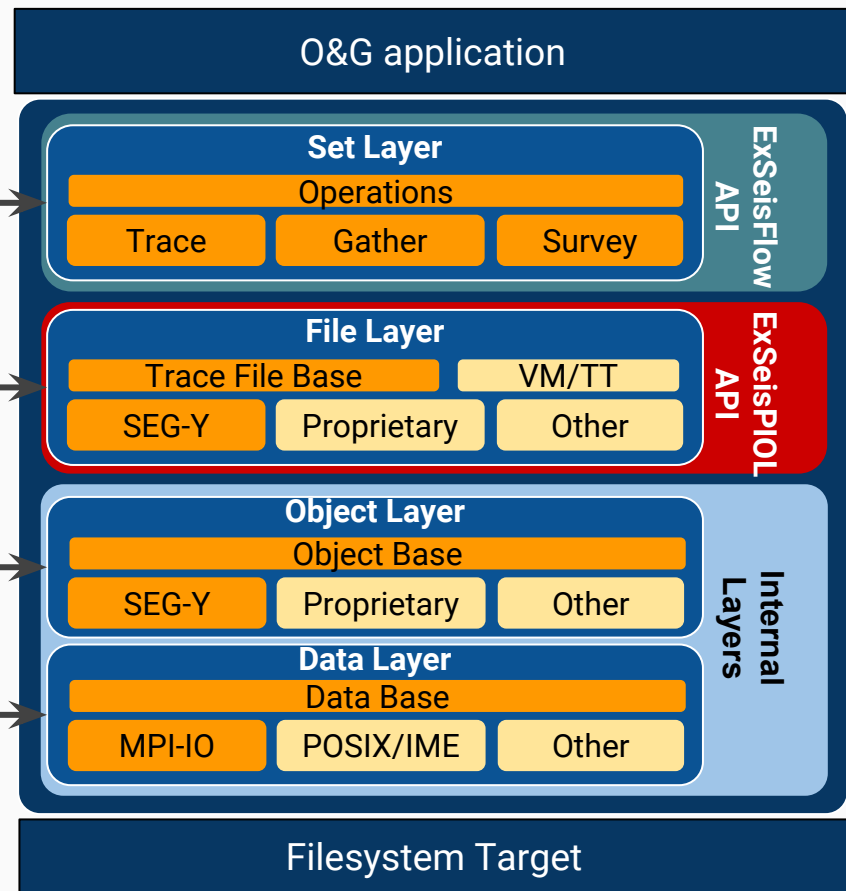 O&G application
Set Layer
Operations
Trace
Gather
Survey
ExSeisFlow
API
File Layer
Trace File Base
VM/TT
SEG-Y
Proprietary
Other
ExSeisPIOL
API
Object Layer
Object Base
SEG-Y
Proprietary
Other
Data Layer
Data Base
MPI-IO
POSIX/IME
Other
Internal
Layers
Filesystem Target